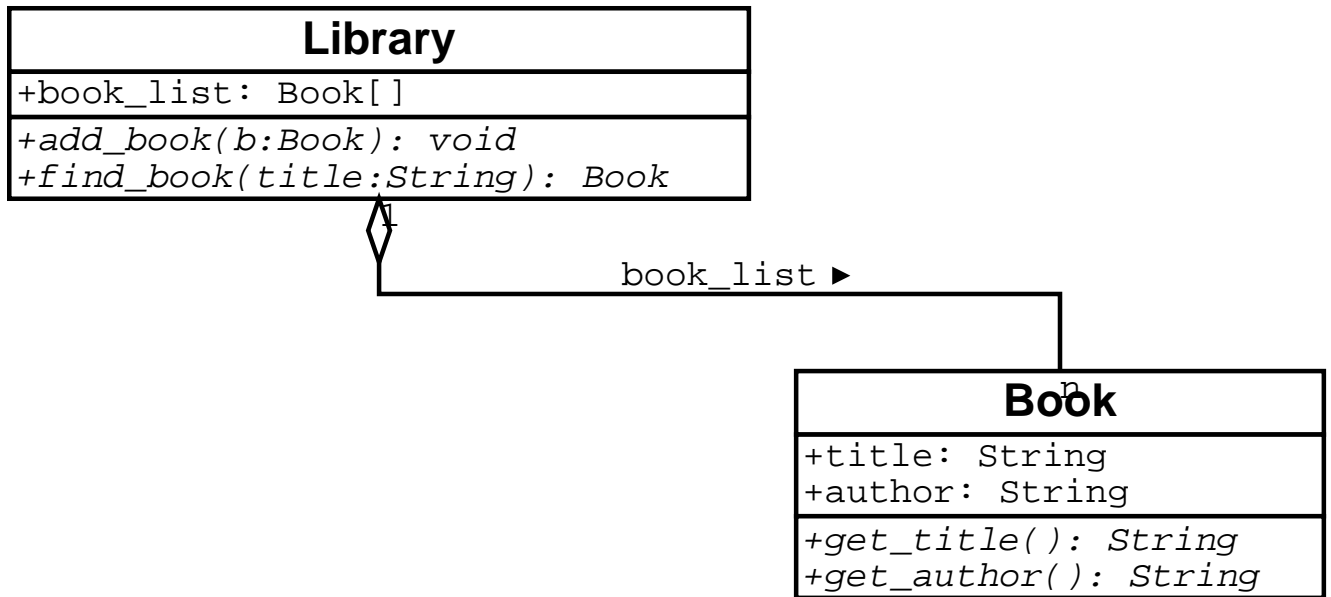 Library
+book_list: Book[]
+add_book(b:Book): void
+find_book(title:String): Book
1
book_list ►
n
Book
+title: String
+author: String
+get_title(): String
+get_author(): String